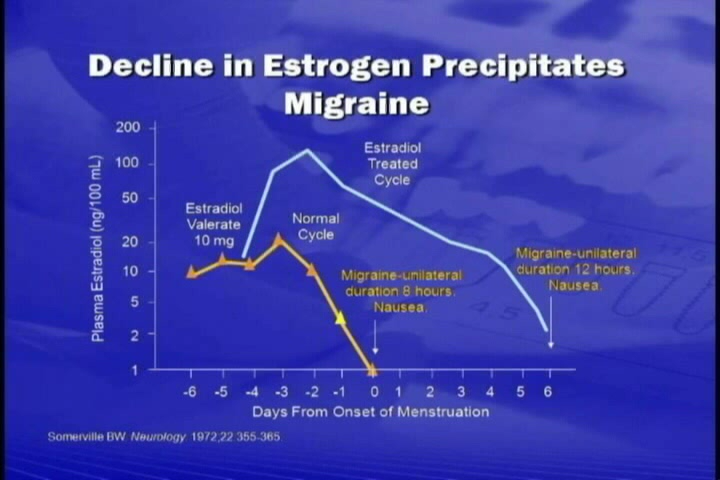 Decline in Estrogen Precipitates
Migraine
Plasma Estradiol (ng/100 mL)
200
100
50
20
10
5
2
1
Estradiol
Valerate
10 mg
Normal
Cycle
Estradiol
Treated
Cycle
Migraine-unilateral
duration 8 hours.
Nausea.
Migraine-unilateral
duration 12 hours.
Nausea.
-6 -5 -4 -3 -2 -1 0 1 2 3 4 5 6
Days From Onset of Menstruation
Somerville BW. Neurology. 1972;22:355-365.